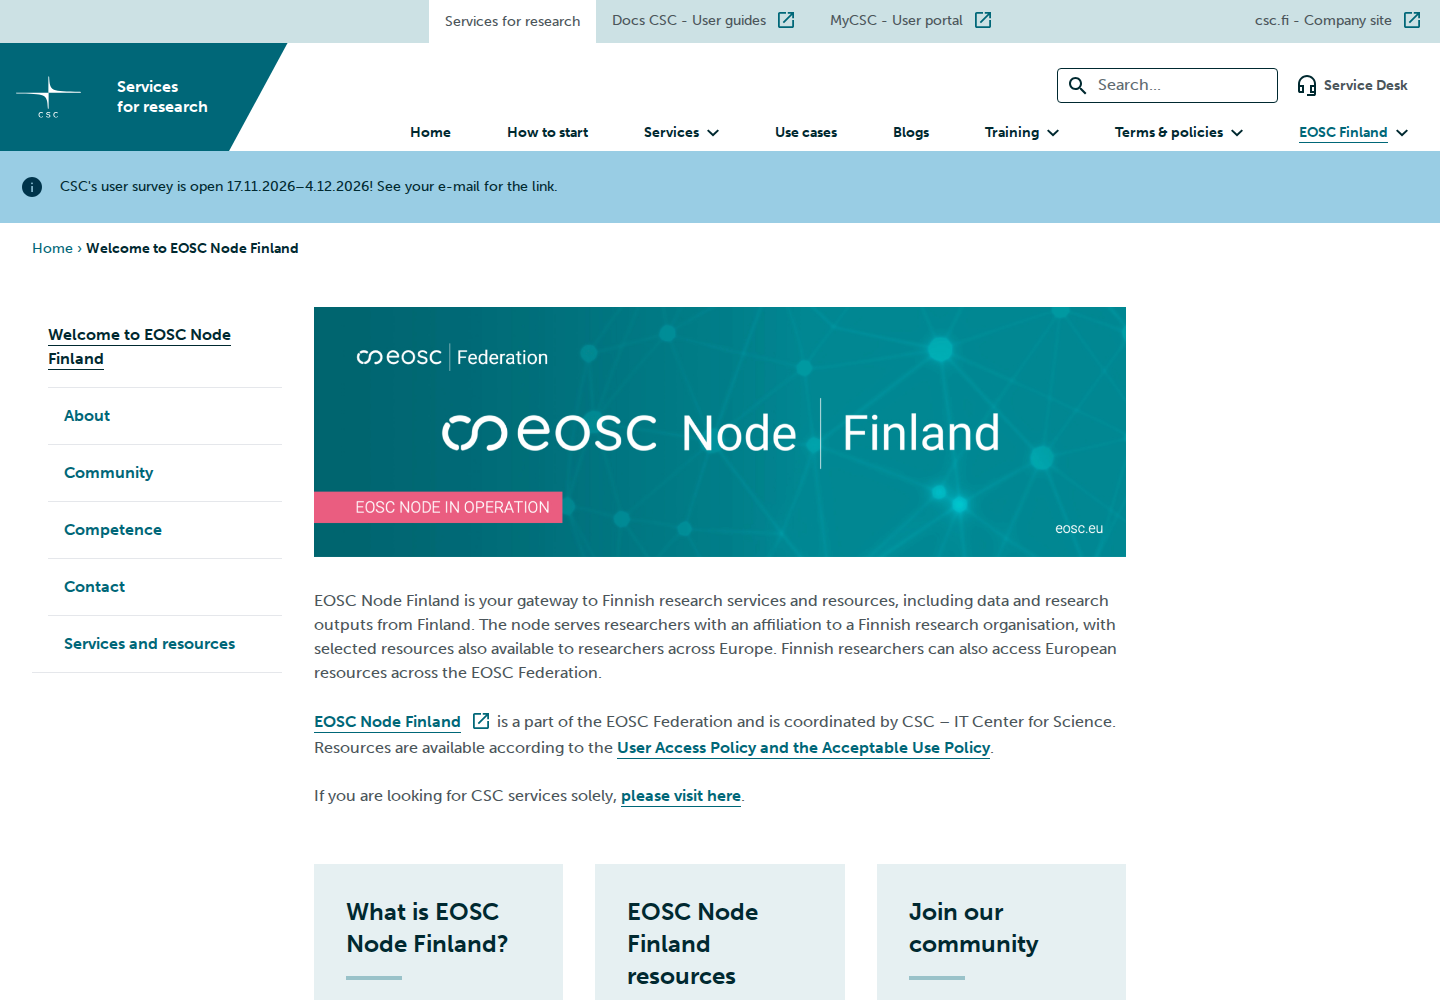 Services for research
Docs CSC - User guides
MyCSC - User portal
csc.fi - Company site
CSC
Services
for research
Search...
Service Desk
Home
How to start
Services
Use cases
Blogs
Training
Terms & policies
EOSC Finland
CSC's user survey is open 17.11.2026–4.12.2026! See your e-mail for the link.
Home › Welcome to EOSC Node Finland
Welcome to EOSC Node
Finland
About
Community
Competence
Contact
Services and resources
eosc Federation
eosc Node Finland
EOSC NODE IN OPERATION
eosc.eu
EOSC Node Finland is your gateway to Finnish research services and resources, including data and research
outputs from Finland. The node serves researchers with an affiliation to a Finnish research organisation, with
selected resources also available to researchers across Europe. Finnish researchers can also access European
resources across the EOSC Federation.
EOSC Node Finland is a part of the EOSC Federation and is coordinated by CSC – IT Center for Science.
Resources are available according to the User Access Policy and the Acceptable Use Policy.
If you are looking for CSC services solely, please visit here.
What is EOSC
Node Finland?
EOSC Node
Finland
resources
Join our
community